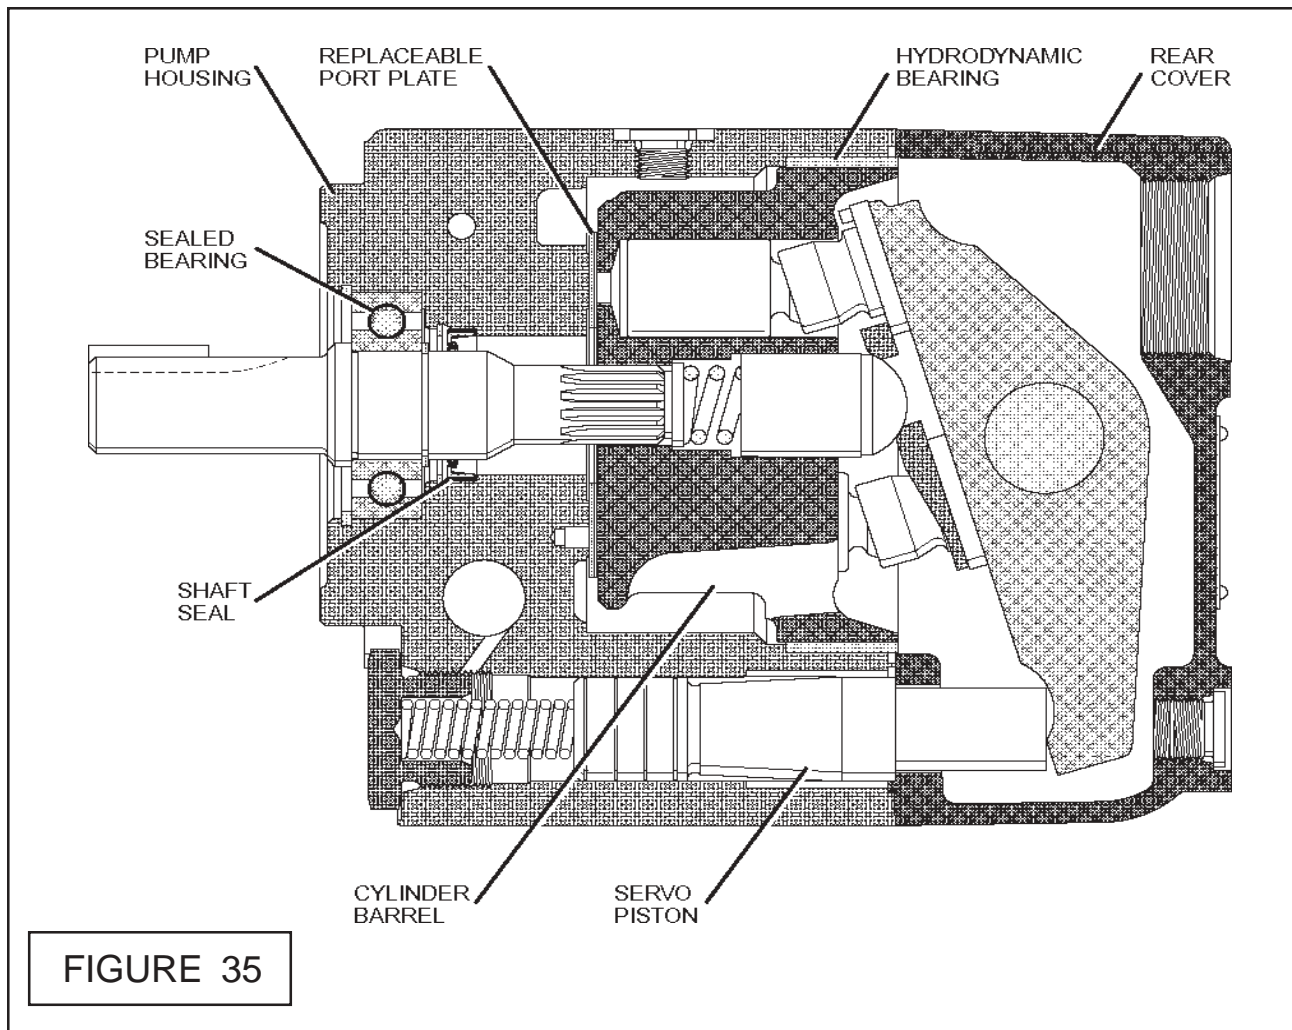 PUMP
HOUSING
REPLACEABLE
PORT PLATE
HYDRODYNAMIC
BEARING
REAR
COVER
SEALED
BEARING
SHAFT
SEAL
CYLINDER
BARREL
SERVO
PISTON
FIGURE 35